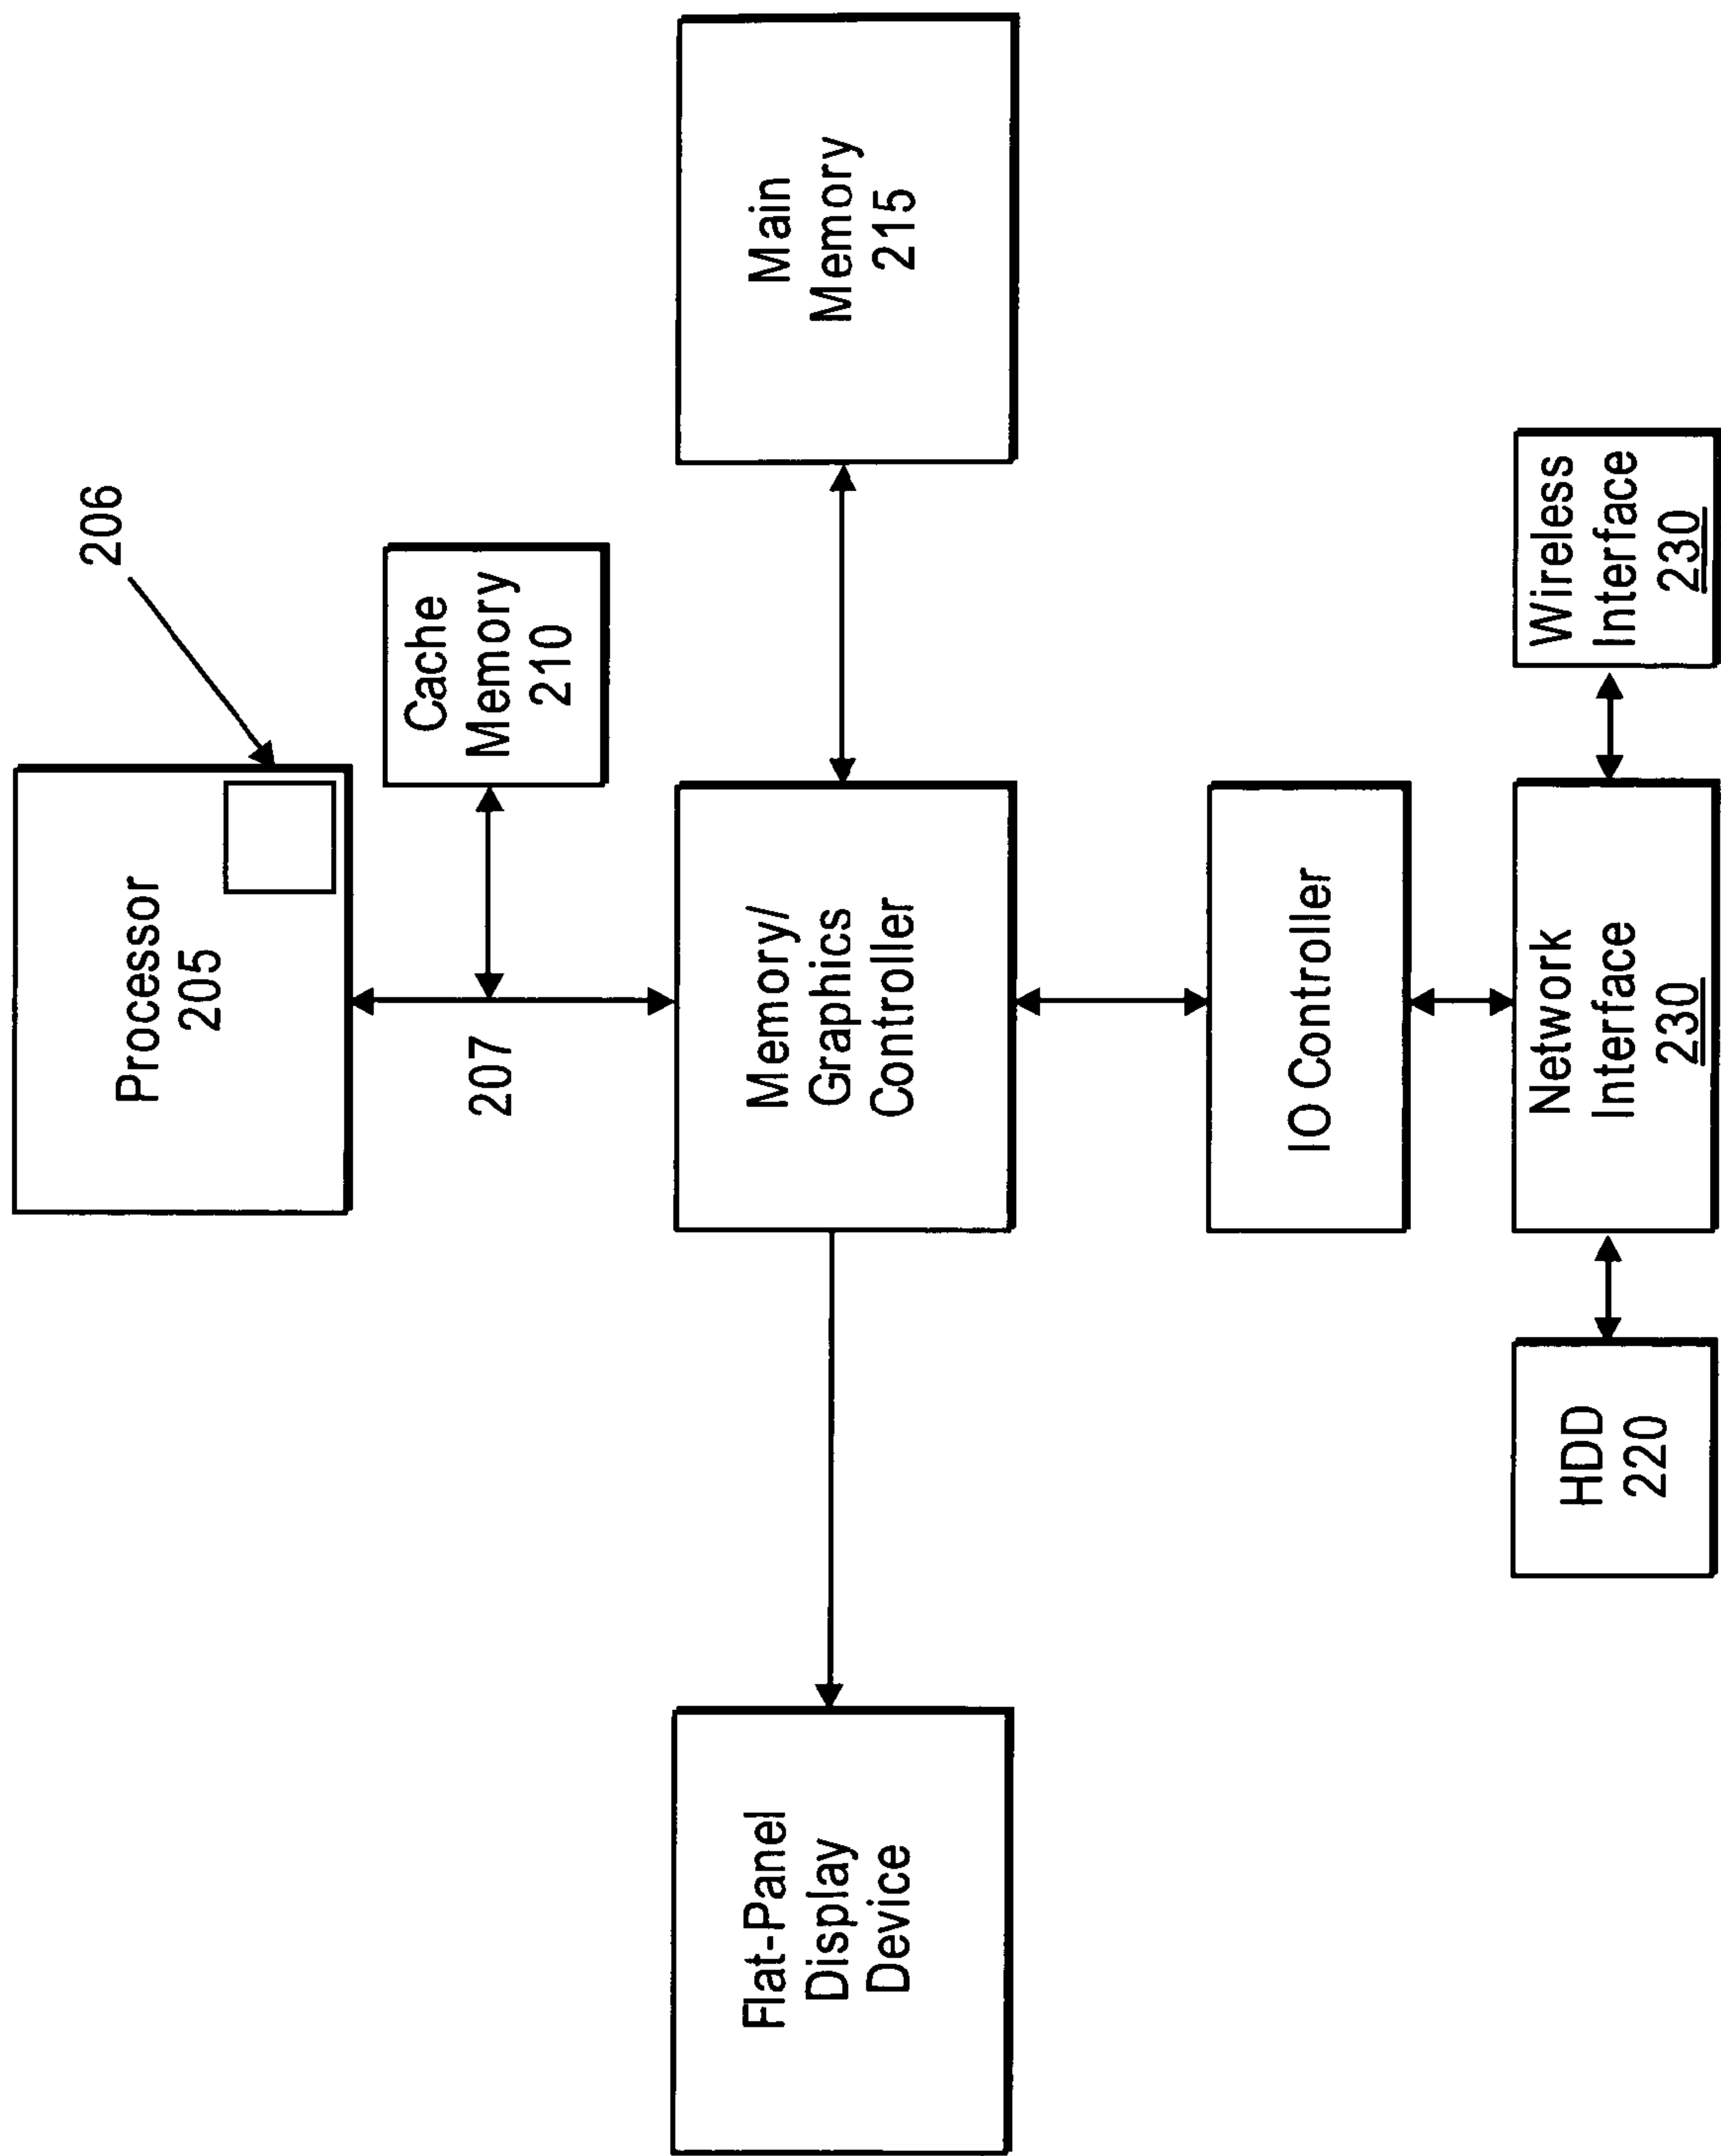 206
Processor
205
207
Cache
Memory
210
Flat-Panel
Display
Device
Memory/
Graphics
Controller
Main
Memory
215
IO Controller
HDD
220
Network
Interface
230
Wireless
Interface
230